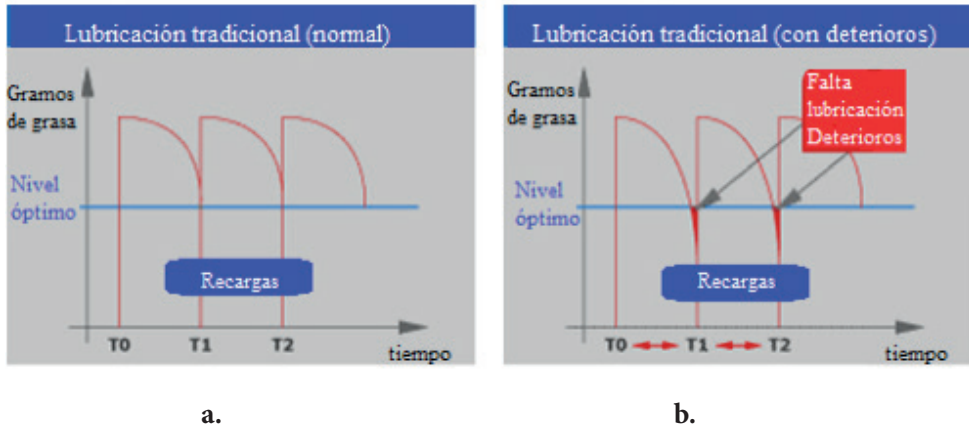 Lubricación tradicional (normal)
Gramos
de grasa
Nivel
óptimo
Recargas
T0 T1 T2
tiempo
a.
Lubricación tradicional (con deterioros)
Gramos
de grasa
Falta
lubricación
Deterioros
Nivel
óptimo
Recargas
T0 T1 T2
tiempo
b.